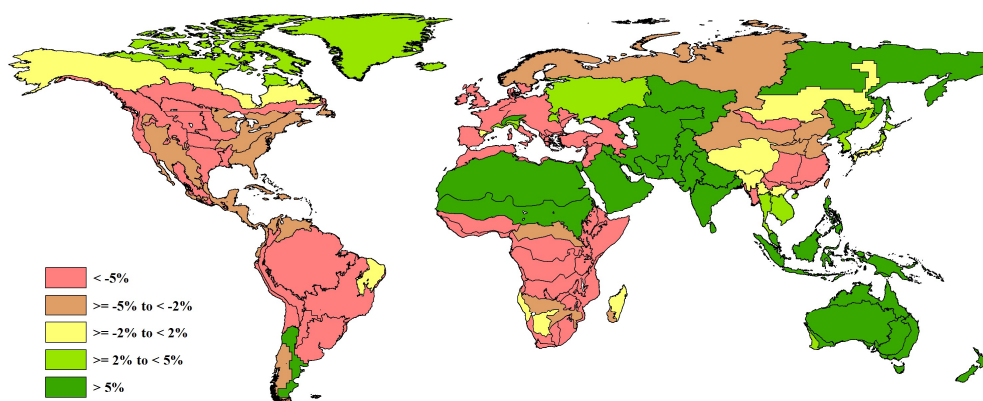 < -5%
>= -5% to < -2%
>= -2% to < 2%
>= 2% to < 5%
> 5%